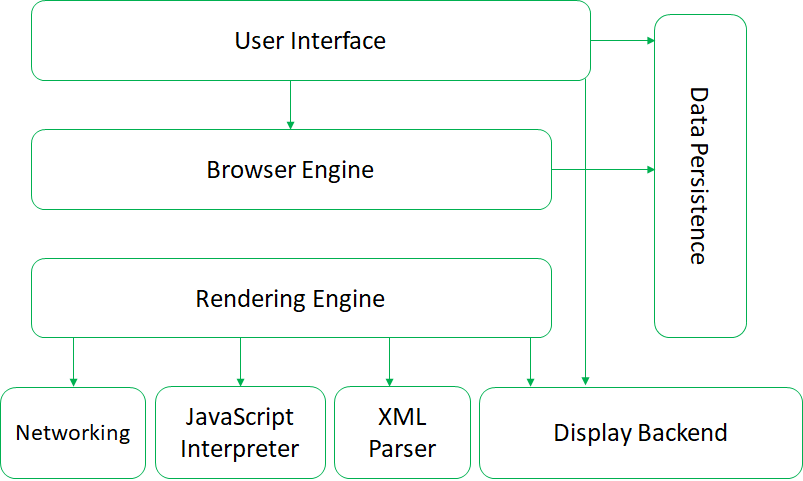 User Interface
Data Persistence
Browser Engine
Rendering Engine
Networking
JavaScript
Interpreter
XML
Parser
Display Backend